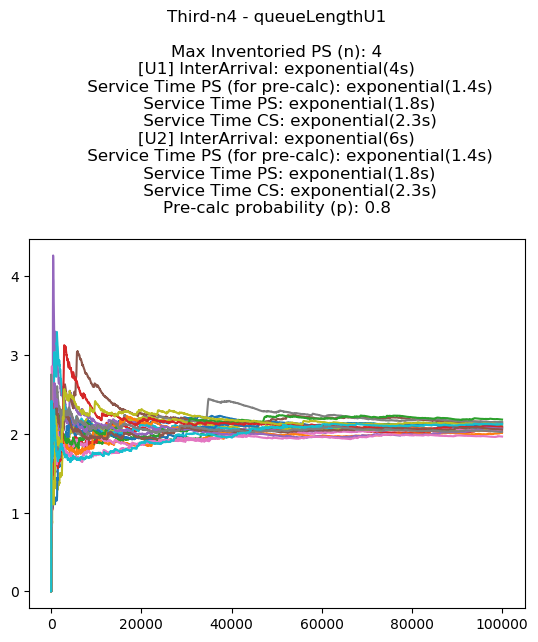 Third-n4 - queueLengthU1
Max Inventoried PS (n): 4
[U1] InterArrival: exponential(4s)
Service Time PS (for pre-calc): exponential(1.4s)
Service Time PS: exponential(1.8s)
Service Time CS: exponential(2.3s)
[U2] InterArrival: exponential(6s)
Service Time PS (for pre-calc): exponential(1.4s)
Service Time PS: exponential(1.8s)
Service Time CS: exponential(2.3s)
Pre-calc probability (p): 0.8
4
3
2
1
0
0 20000 40000 60000 80000 100000